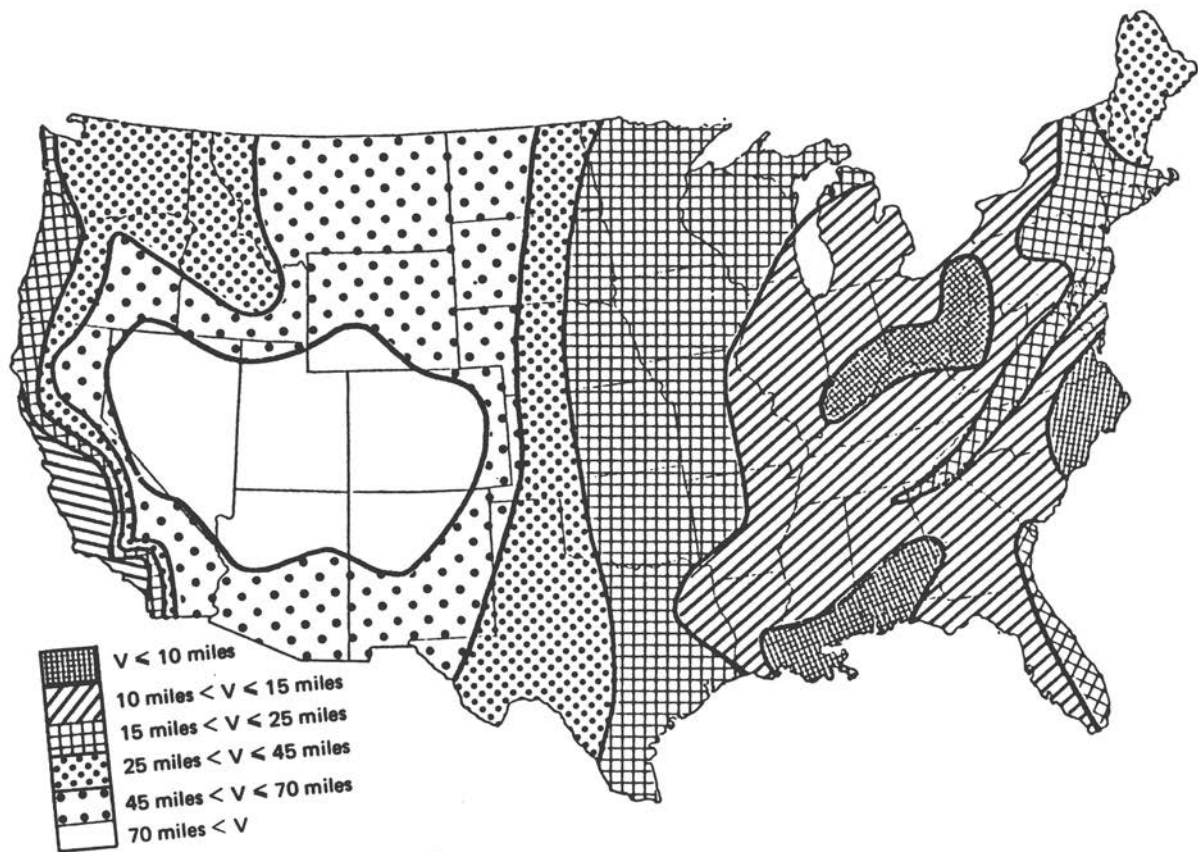 V ⩽ 10 miles
10 miles < V ⩽ 15 miles
15 miles < V ⩽ 25 miles
25 miles < V ⩽ 45 miles
45 miles < V ⩽ 70 miles
70 miles < V